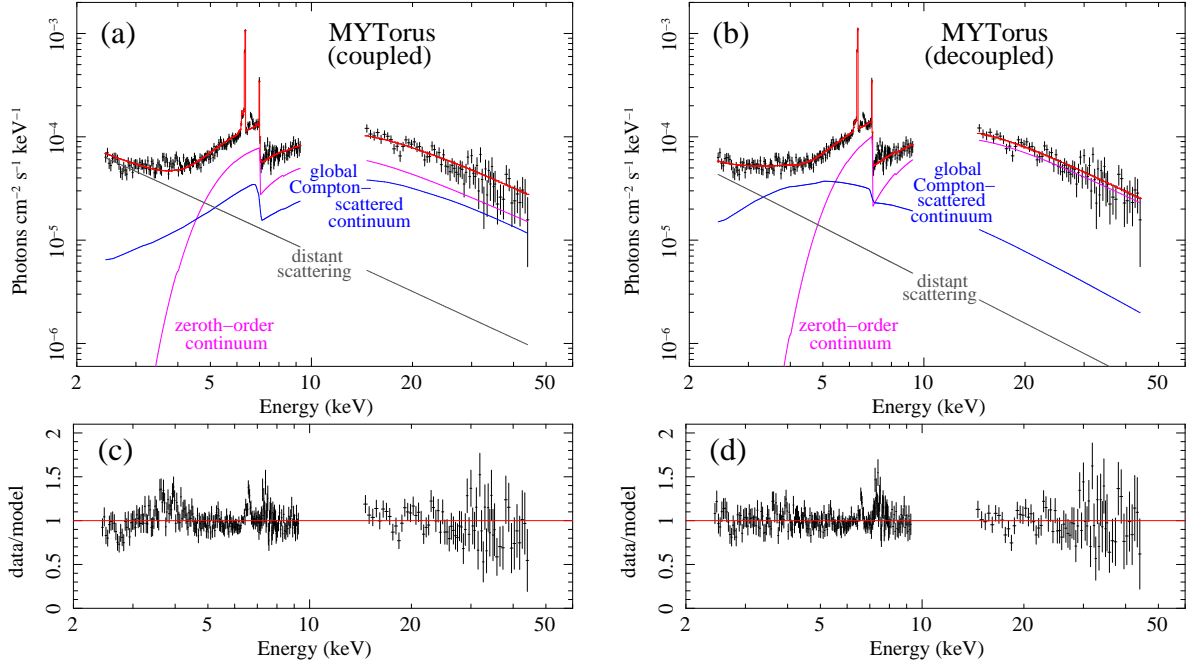 (a)
MYTorus
(coupled)
10⁻³
10⁻⁴
10⁻⁵
10⁻⁶
Photons cm⁻² s⁻¹ keV⁻¹
global
Compton−
scattered
continuum
distant
scattering
zeroth−order
continuum
2
5
10
20
50
Energy (keV)
(b)
MYTorus
(decoupled)
10⁻³
10⁻⁴
10⁻⁵
10⁻⁶
Photons cm⁻² s⁻¹ keV⁻¹
global
Compton−
scattered
continuum
distant
scattering
zeroth−order
continuum
2
5
10
20
50
Energy (keV)
(c)
2
1.5
1
0.5
0
data/model
2
5
10
20
50
Energy (keV)
(d)
2
1.5
1
0.5
0
data/model
2
5
10
20
50
Energy (keV)